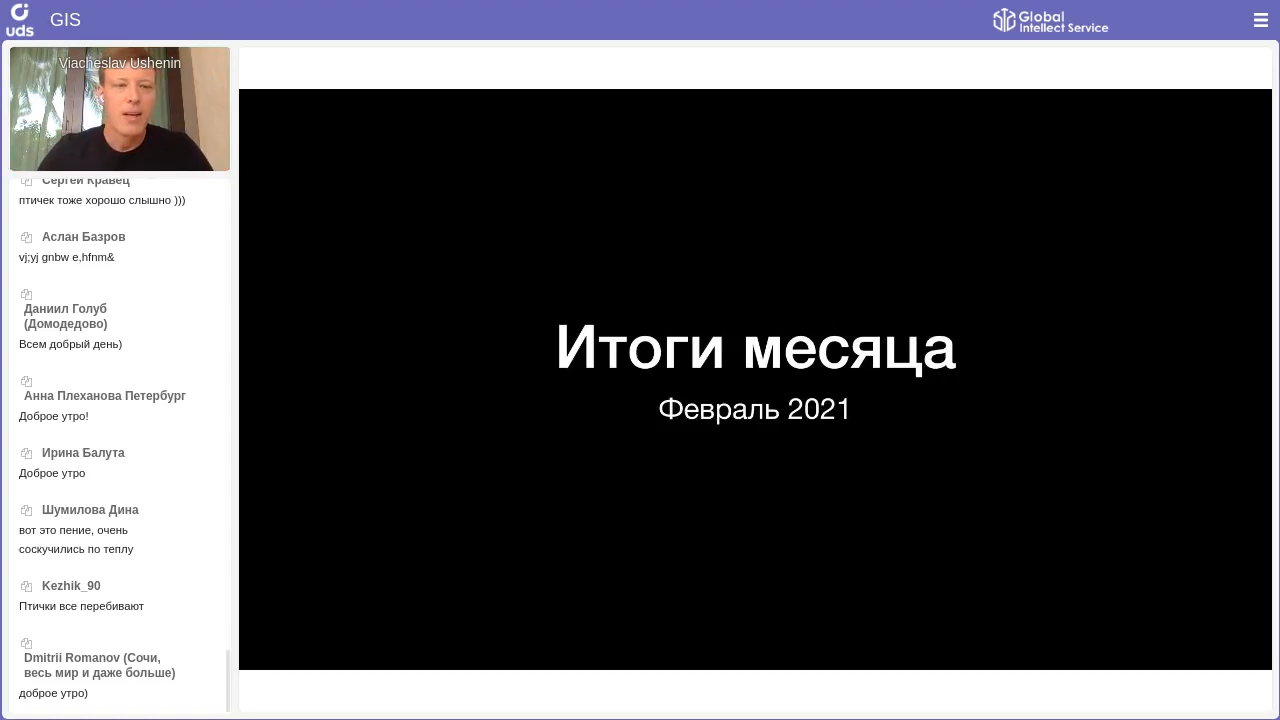 uds
GIS
Global
Intellect Service
Viacheslav Ushenin
Сергей Кравец
птичек тоже хорошо слышно )))
Аслан Базров
vj;yj gnbw e,hfnm&
Даниил Голуб
(Домодедово)
Всем добрый день)
Анна Плеханова Петербург
Доброе утро!
Ирина Балута
Доброе утро
Шумилова Дина
вот это пение, очень
соскучились по теплу
Kezhik_90
Птички все перебивают
Dmitrii Romanov (Сочи,
весь мир и даже больше)
доброе утро)
Итоги месяца
Февраль 2021